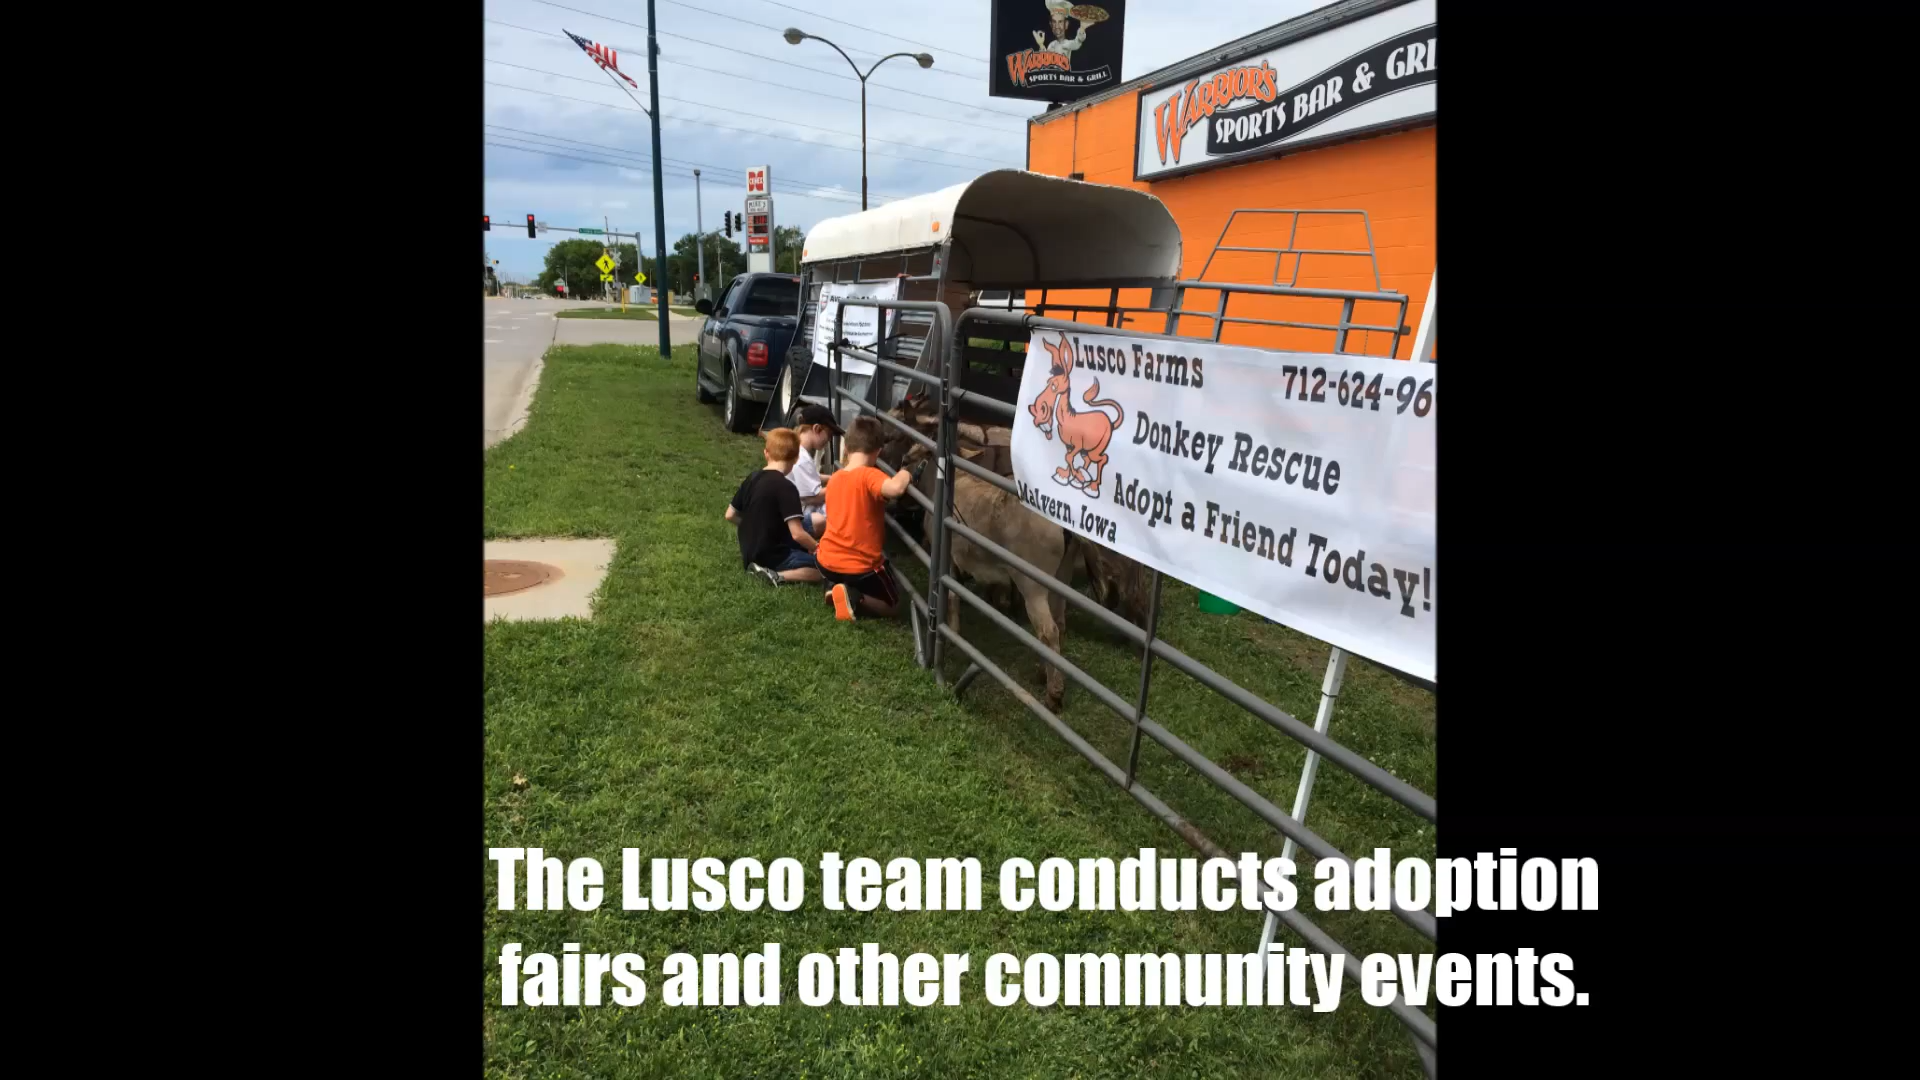 WARRIOR'S
SPORTS BAR & GRILL
WARRIOR'S
SPORTS BAR & GRI
Lusco Farms
712-624-96
Donkey Rescue
Adopt a Friend Today!
Malvern, Iowa
The Lusco team conducts adoption
fairs and other community events.